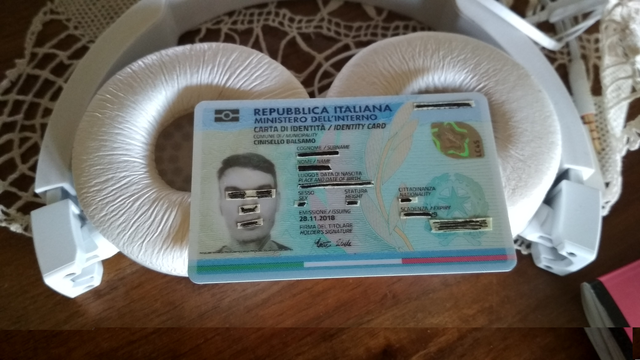 REPUBBLICA ITALIANA
MINISTERO DELL'INTERNO
CARTA DI IDENTITÀ / IDENTITY CARD
COMUNE DI / MUNICIPALITY
CINISELLO BALSAMO
COGNOME / SURNAME
NOME / NAME
LUOGO E DATA DI NASCITA
PLACE AND DATE OF BIRTH
SESSO STATURA CITTADINANZA
SEX HEIGHT NATIONALITY
EMISSIONE / ISSUING SCADENZA / EXPIRY
28.11.2018
FIRMA DEL TITOLARE
HOLDER'S SIGNATURE